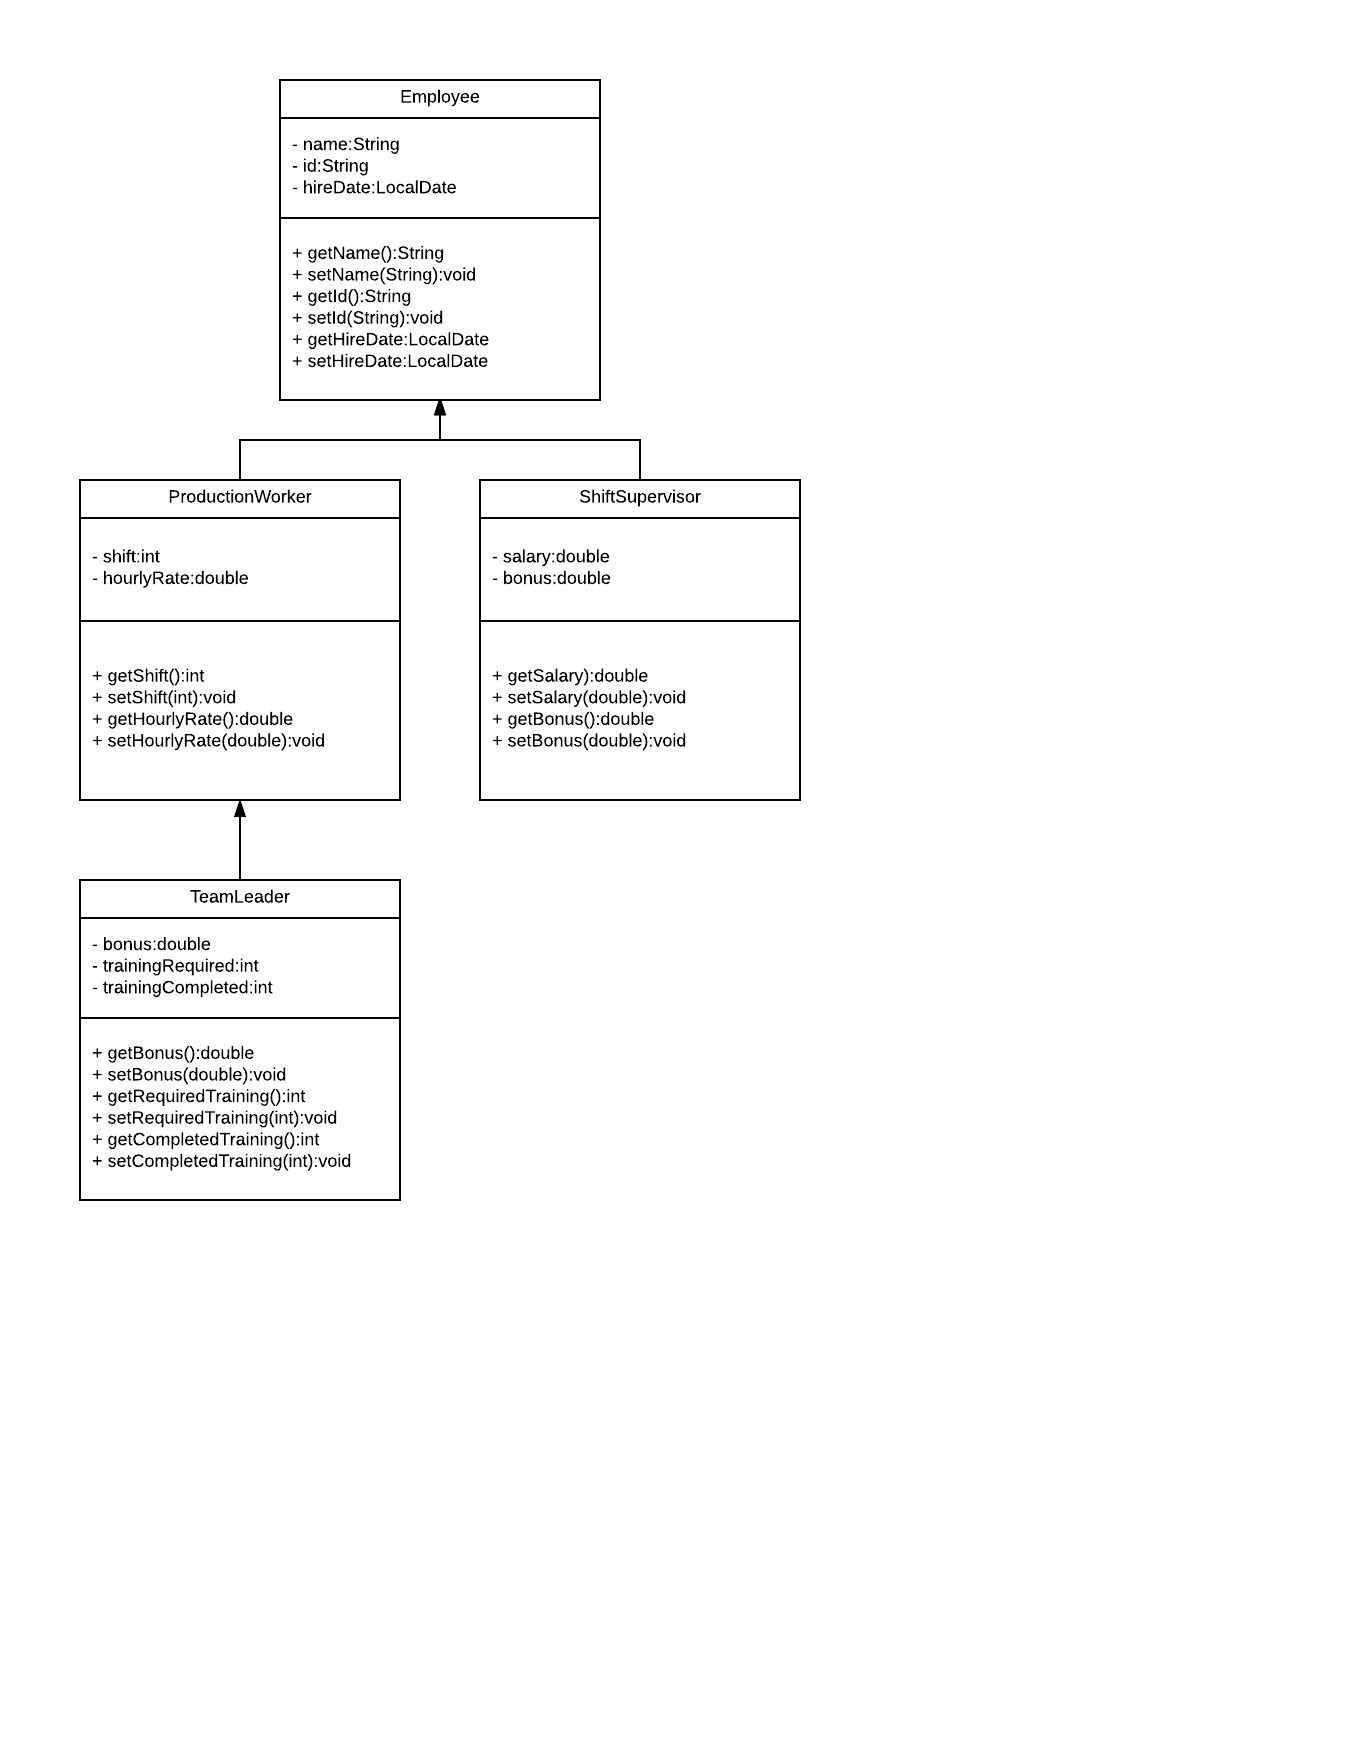 Employee
- name:String
- id:String
- hireDate:LocalDate
+ getName():String
+ setName(String):void
+ getId():String
+ setId(String):void
+ getHireDate:LocalDate
+ setHireDate:LocalDate
ProductionWorker
- shift:int
- hourlyRate:double
+ getShift():int
+ setShift(int):void
+ getHourlyRate():double
+ setHourlyRate(double):void
ShiftSupervisor
- salary:double
- bonus:double
+ getSalary):double
+ setSalary(double):void
+ getBonus():double
+ setBonus(double):void
TeamLeader
- bonus:double
- trainingRequired:int
- trainingCompleted:int
+ getBonus():double
+ setBonus(double):void
+ getRequiredTraining():int
+ setRequiredTraining(int):void
+ getCompletedTraining():int
+ setCompletedTraining(int):void